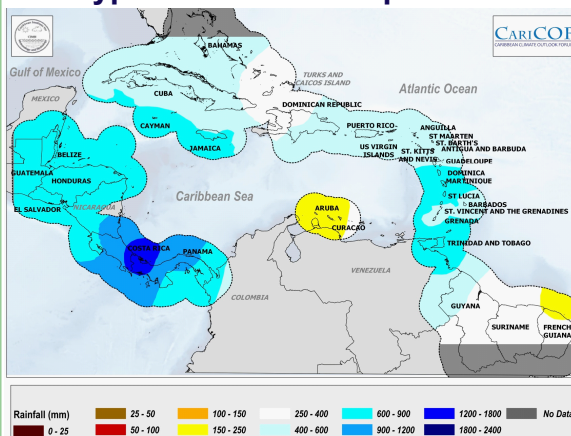 CARICOF
CARIBBEAN CLIMATE OUTLOOK FORUM
BAHAMAS
Gulf of Mexico
TURKS AND
CAICOS ISLAND
MEXICO
CUBA
Atlantic Ocean
DOMINICAN REPUBLIC
CAYMAN
PUERTO RICO
ANGUILLA
ST MAARTEN
ST. BARTH'S
JAMAICA
US VIRGIN
ISLANDS
ST. KITTS
AND NEVIS
ANTIGUA AND BARBUDA
BELIZE
GUADELOUPE
GUATEMALA
HONDURAS
DOMINICA
MARTINIQUE
Caribbean Sea
ST LUCIA
BARBADOS
EL SALVADOR
NICARAGUA
ARUBA
ST. VINCENT AND THE GRENADINES
GRENADA
CURACAO
COSTA RICA
PANAMA
TRINIDAD AND TOBAGO
VENEZUELA
COLOMBIA
GUYANA
SURINAME
FRENCH
GUIANA
Rainfall (mm)
0 - 25
25 - 50
50 - 100
100 - 150
150 - 250
250 - 400
400 - 600
600 - 900
900 - 1200
1200 - 1800
1800 - 2400
No Data